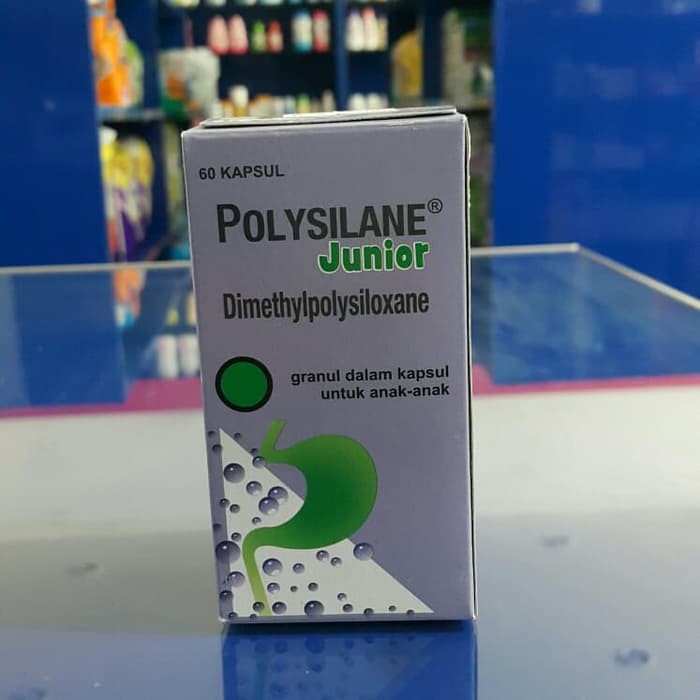 60 KAPSUL
POLYSILANE®
Junior
Dimethylpolysiloxane
granul dalam kapsul
untuk anak-anak